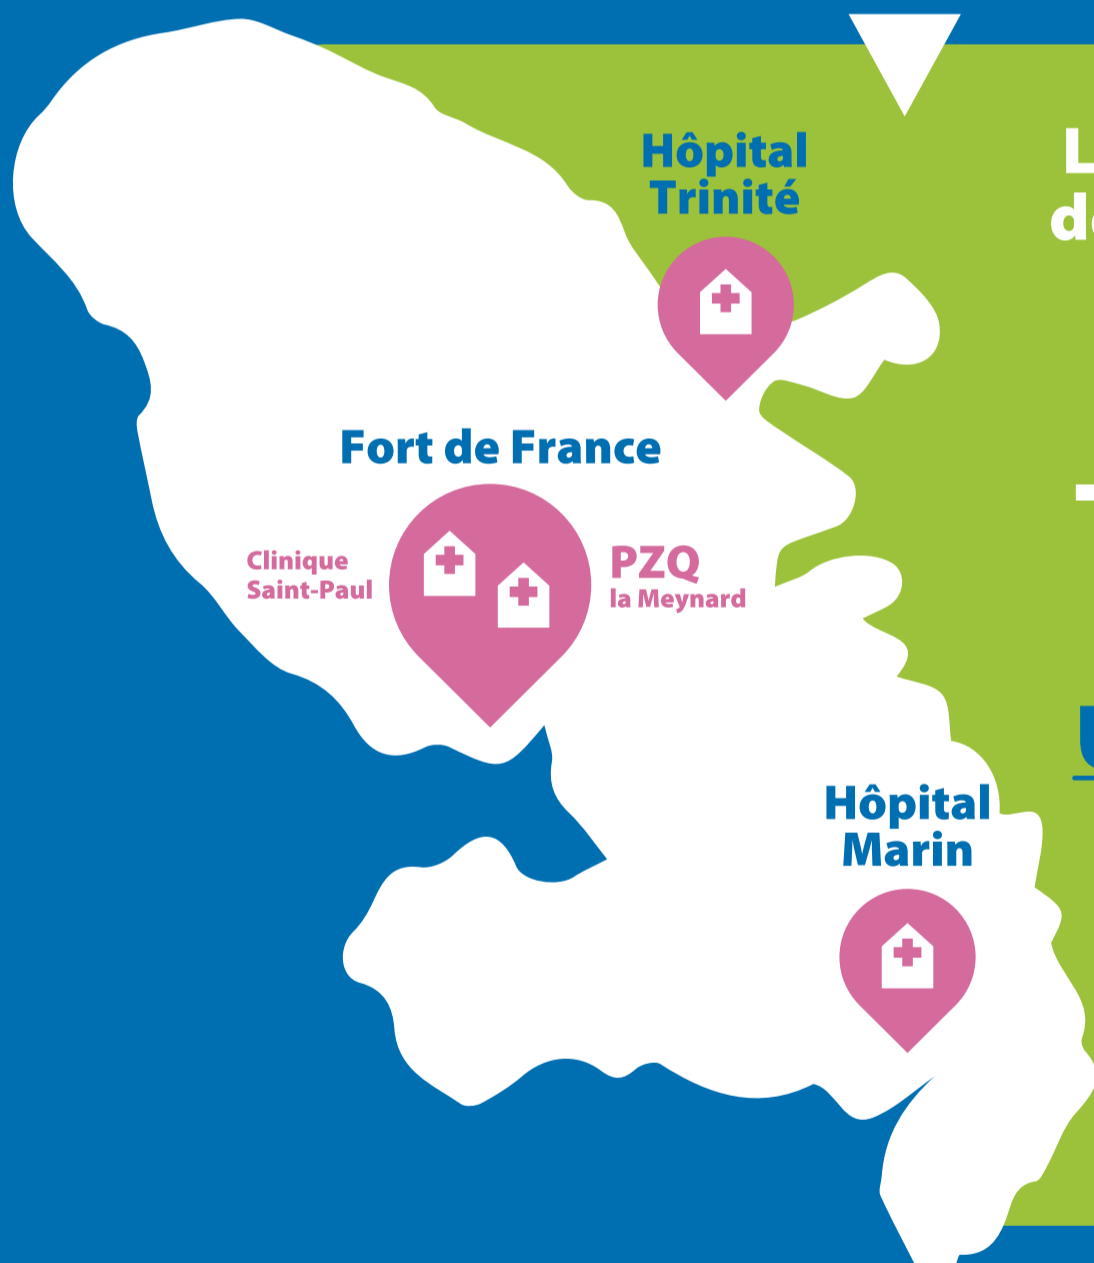 Hôpital
Trinité
Fort de France
Clinique
Saint-Paul
PZQ
la Meynard
Hôpital
Marin